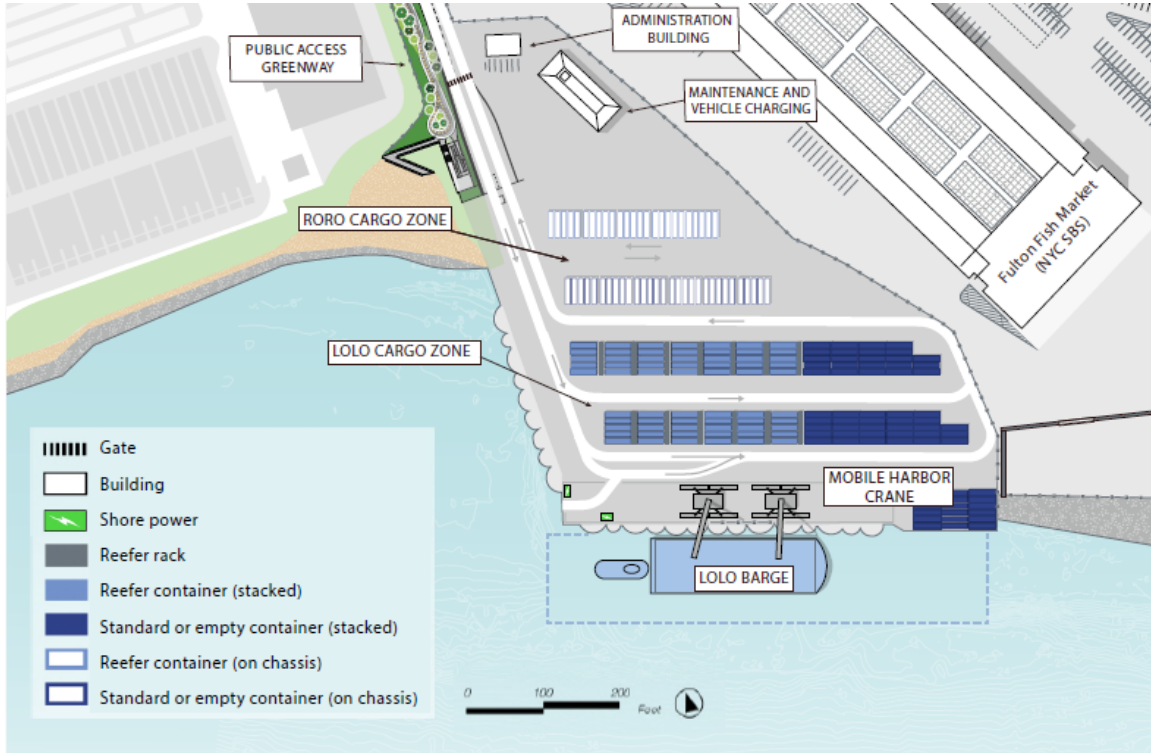 ADMINISTRATION
BUILDING
PUBLIC ACCESS
GREENWAY
MAINTENANCE AND
VEHICLE CHARGING
RORO CARGO ZONE
Fulton Fish Market
(NYC SBS)
LOLO CARGO ZONE
MOBILE HARBOR
CRANE
LOLO BARGE
Gate
Building
Shore power
Reefer rack
Reefer container (stacked)
Standard or empty container (stacked)
Reefer container (on chassis)
Standard or empty container (on chassis)
0 100 200
Feet